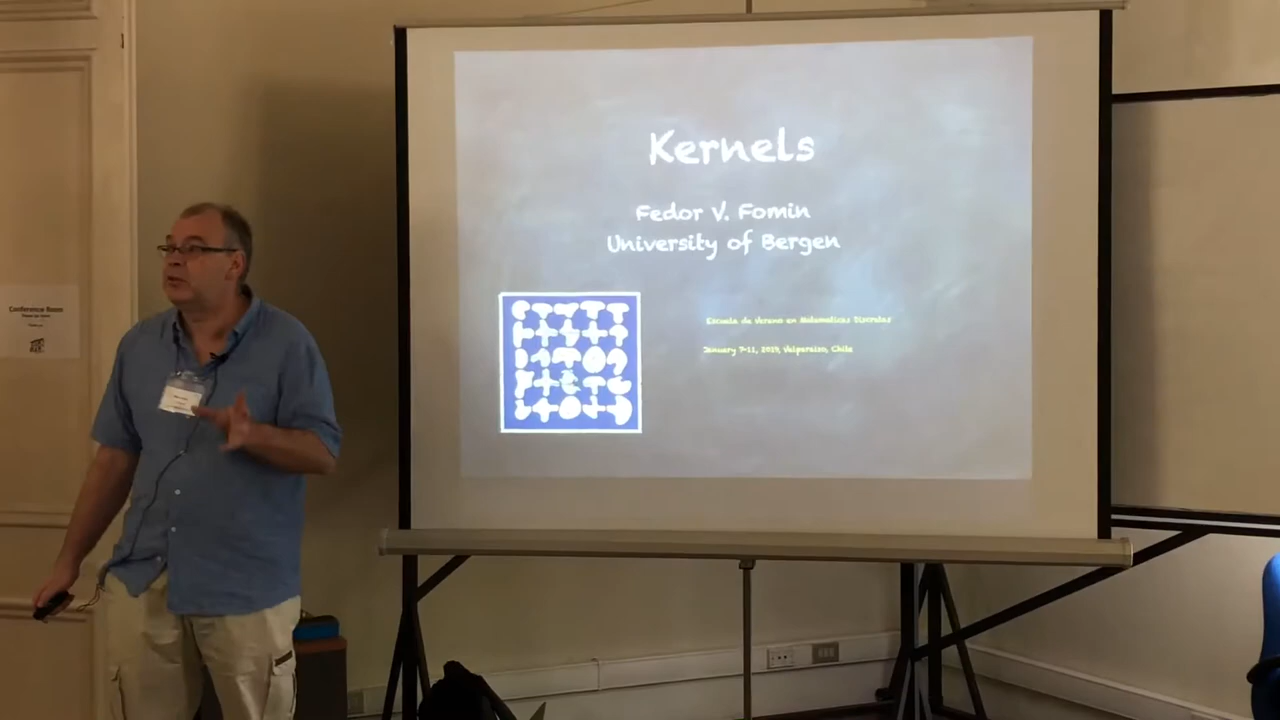 Kernels
Fedor V. Fomin
University of Bergen
Escuela de Verano en Matematicas Discretas
January 7-11, 2019, Valparaiso, Chile
Conference Room